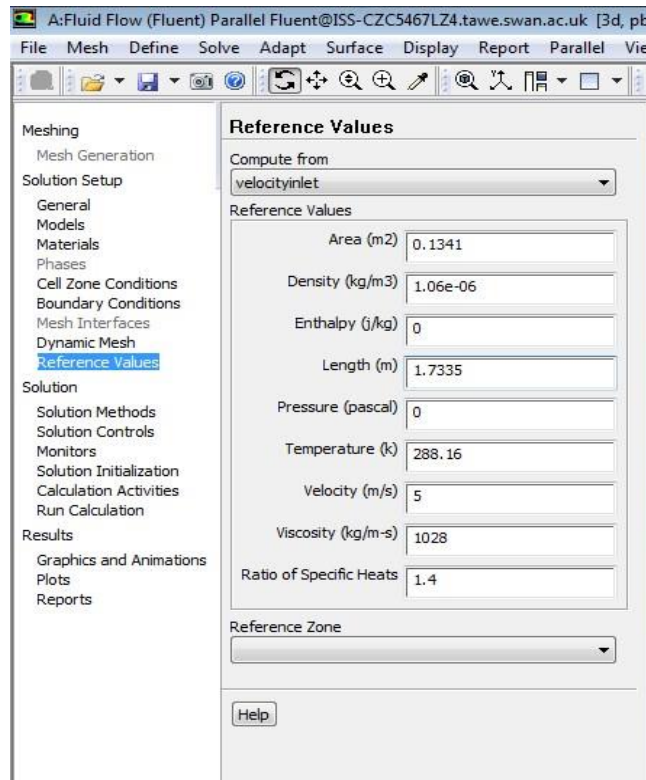 A:Fluid Flow (Fluent) Parallel Fluent@ISS-CZC5467LZ4.tawe.swan.ac.uk [3d, pb
File Mesh Define Solve Adapt Surface Display Report Parallel Vie
Meshing
Mesh Generation
Solution Setup
General
Models
Materials
Phases
Cell Zone Conditions
Boundary Conditions
Mesh Interfaces
Dynamic Mesh
Reference Values
Solution
Solution Methods
Solution Controls
Monitors
Solution Initialization
Calculation Activities
Run Calculation
Results
Graphics and Animations
Plots
Reports
Reference Values
Compute from
velocityinlet
Reference Values
Area (m2) 0.1341
Density (kg/m3) 1.06e-06
Enthalpy (j/kg) 0
Length (m) 1.7335
Pressure (pascal) 0
Temperature (k) 288.16
Velocity (m/s) 5
Viscosity (kg/m-s) 1028
Ratio of Specific Heats 1.4
Reference Zone
Help